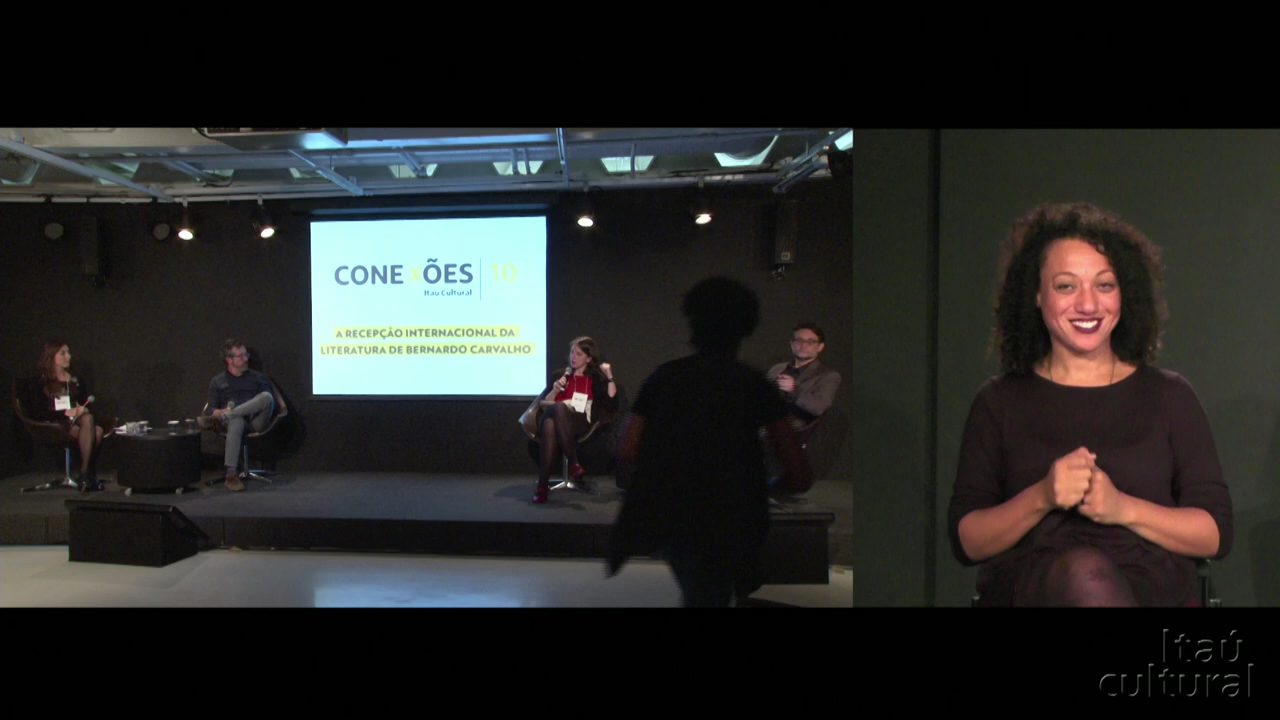 CONEXÕES 10
Itaú Cultural
A RECEPÇÃO INTERNACIONAL DA
LITERATURA DE BERNARDO CARVALHO
Itaú
cultural